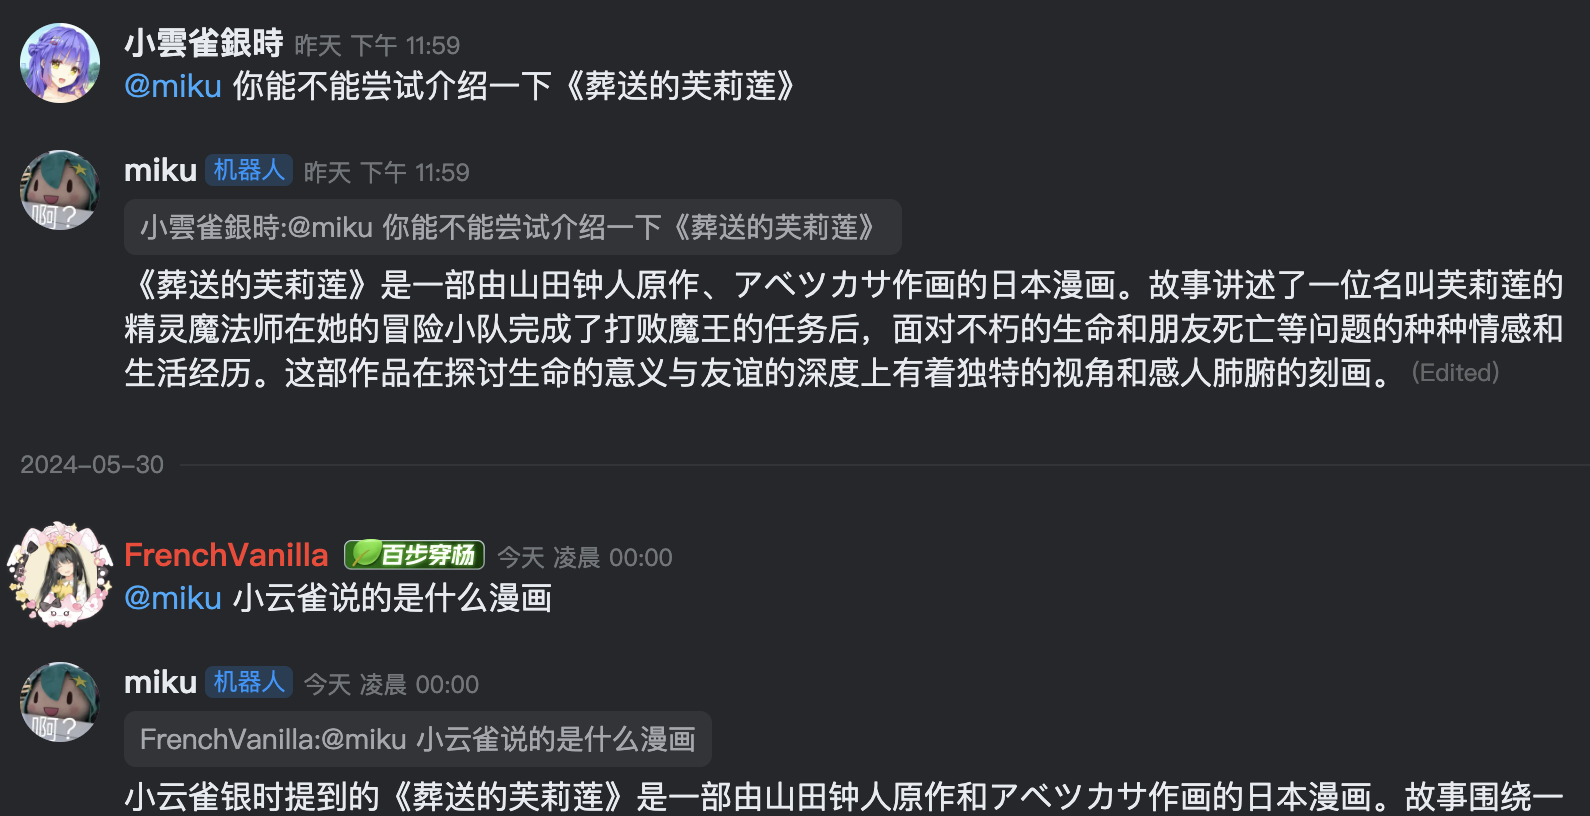 小雲雀銀時 昨天 下午 11:59
@miku 你能不能尝试介绍一下《葬送的芙莉莲》
啊?
miku 机器人 昨天 下午 11:59
小雲雀銀時:@miku 你能不能尝试介绍一下《葬送的芙莉莲》
《葬送的芙莉莲》是一部由山田钟人原作、アベツカサ作画的日本漫画。故事讲述了一位名叫芙莉莲的
精灵魔法师在她的冒险小队完成了打败魔王的任务后，面对不朽的生命和朋友死亡等问题的种种情感和
生活经历。这部作品在探讨生命的意义与友谊的深度上有着独特的视角和感人肺腑的刻画。 (Edited)
2024-05-30
FrenchVanilla 百步穿杨 今天 凌晨 00:00
@miku 小云雀说的是什么漫画
啊?
miku 机器人 今天 凌晨 00:00
FrenchVanilla:@miku 小云雀说的是什么漫画
小云雀银时提到的《葬送的芙莉莲》是一部由山田钟人原作和アベツカサ作画的日本漫画。故事围绕一